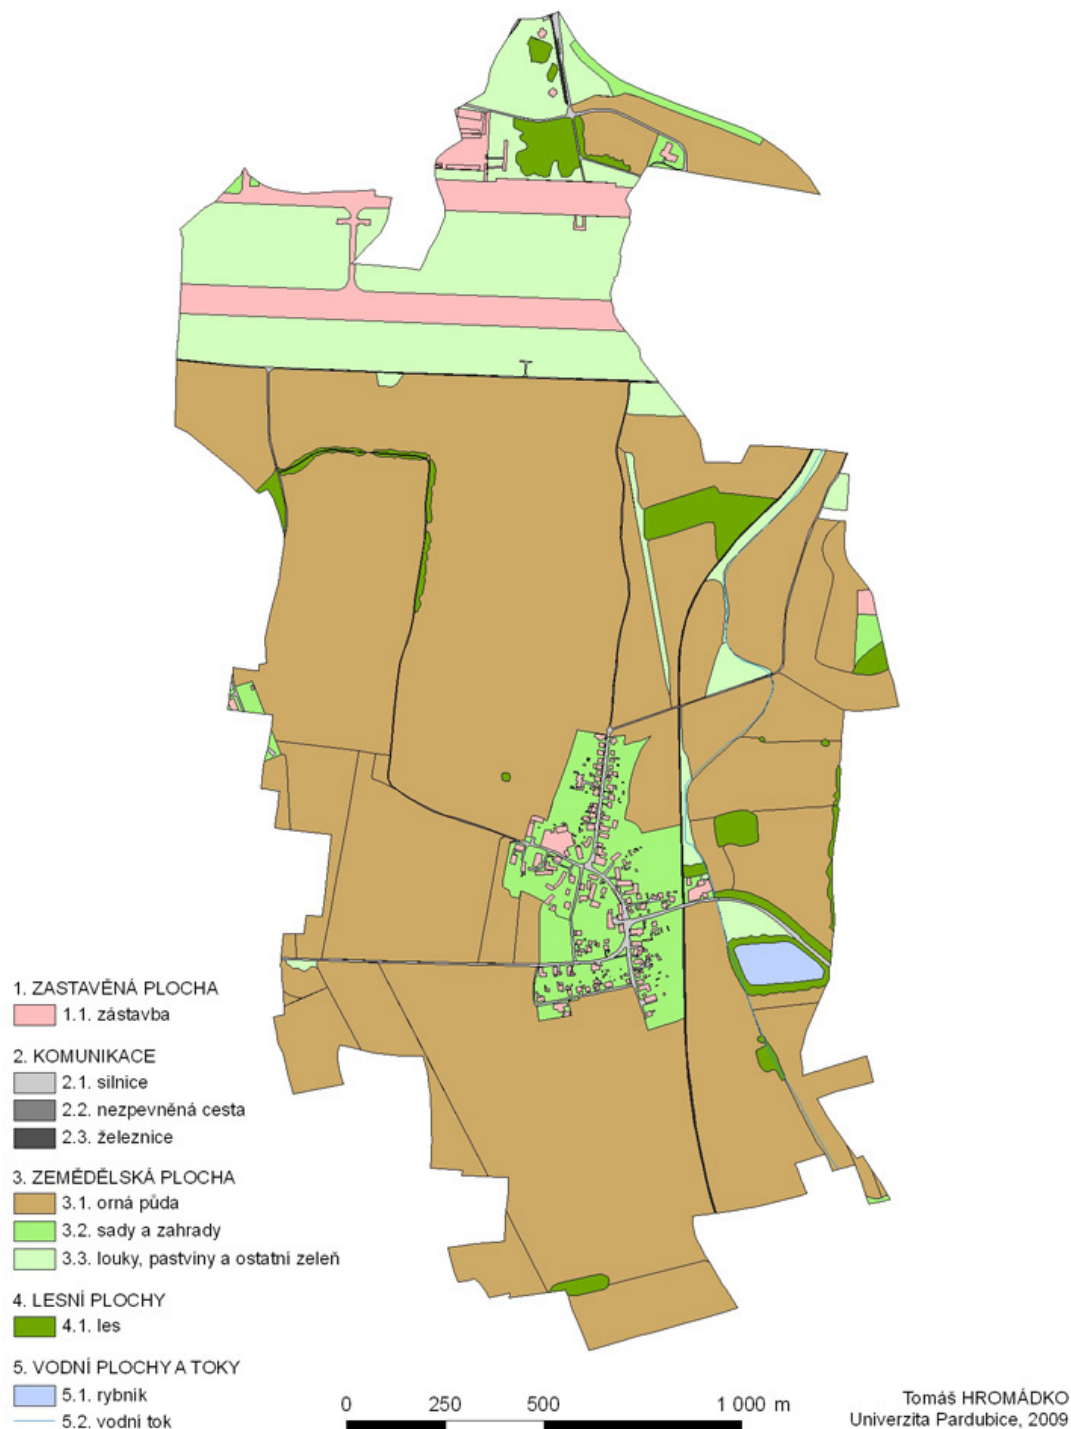 1. ZASTAVĚNÁ PLOCHA
1.1. zástavba
2. KOMUNIKACE
2.1. silnice
2.2. nezpevněná cesta
2.3. železnice
3. ZEMĚDĚLSKÁ PLOCHA
3.1. orná půda
3.2. sady a zahrady
3.3. louky, pastviny a ostatní zeleň
4. LESNÍ PLOCHY
4.1. les
5. VODNÍ PLOCHY A TOKY
5.1. rybník
5.2. vodní tok
0 250 500 1 000 m
Tomáš HROMÁDKO
Univerzita Pardubice, 2009